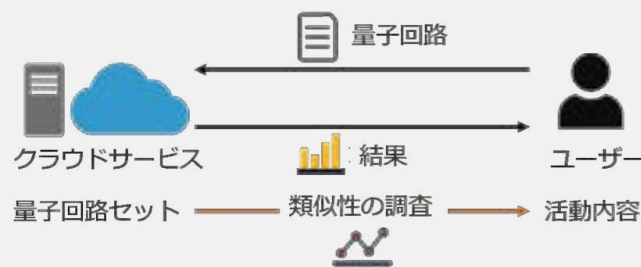 量子回路
クラウドサービス
結果
ユーザー
量子回路セット
類似性の調査
活動内容